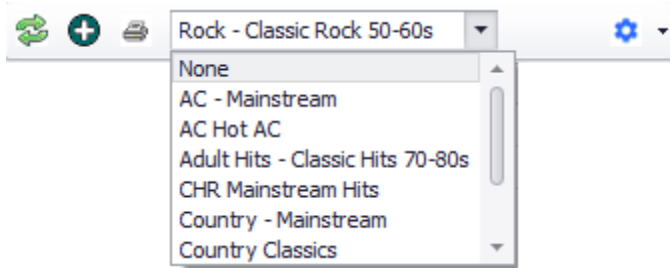 Rock - Classic Rock 50-60s
None
AC - Mainstream
AC Hot AC
Adult Hits - Classic Hits 70-80s
CHR Mainstream Hits
Country - Mainstream
Country Classics